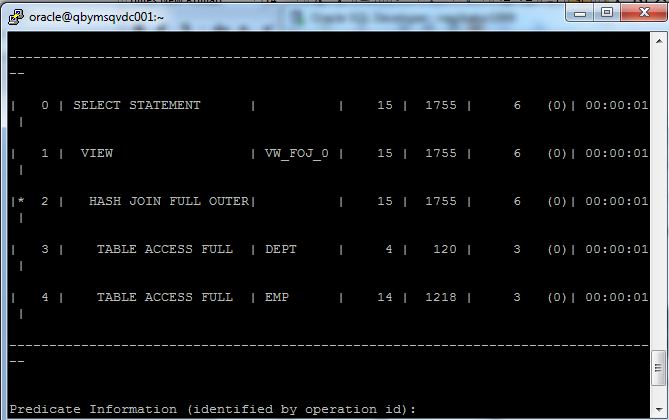 oracle@qbymsqvdc001:~
--------------------------------------------------------------------------------
--
|   0 | SELECT STATEMENT      |          |    15 |  1755 |     6   (0)| 00:00:01
 |
|   1 |  VIEW                 | VW_FOJ_0 |    15 |  1755 |     6   (0)| 00:00:01
 |
|*  2 |   HASH JOIN FULL OUTER|          |    15 |  1755 |     6   (0)| 00:00:01
 |
|   3 |    TABLE ACCESS FULL  | DEPT     |     4 |   120 |     3   (0)| 00:00:01
 |
|   4 |    TABLE ACCESS FULL  | EMP      |    14 |  1218 |     3   (0)| 00:00:01
 |
--------------------------------------------------------------------------------
--
Predicate Information (identified by operation id):